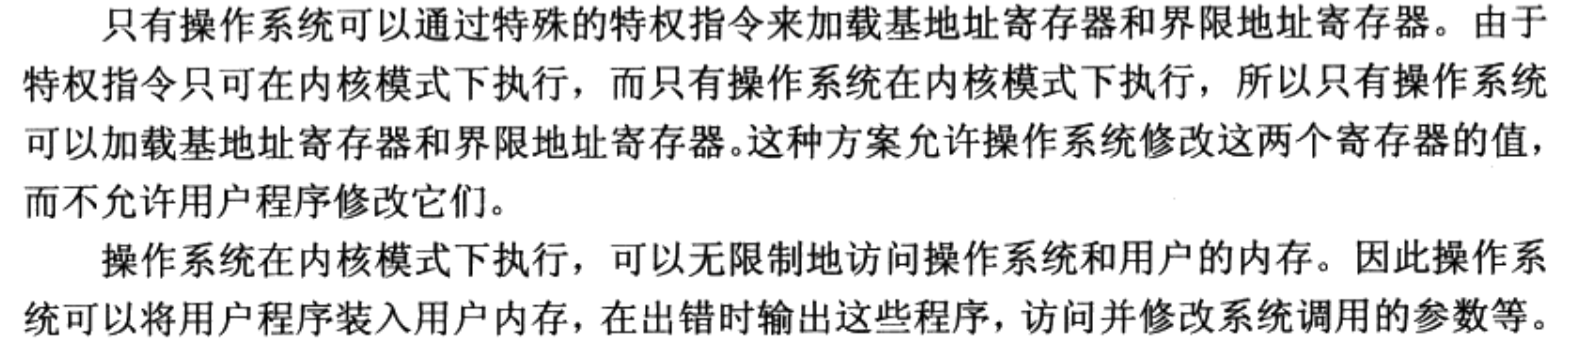 只有操作系统可以通过特殊的特权指令来加载基地址寄存器和界限地址寄存器。由于
特权指令只可在内核模式下执行，而只有操作系统在内核模式下执行，所以只有操作系统
可以加载基地址寄存器和界限地址寄存器。这种方案允许操作系统修改这两个寄存器的值，
而不允许用户程序修改它们。
操作系统在内核模式下执行，可以无限制地访问操作系统和用户的内存。因此操作系
统可以将用户程序装入用户内存，在出错时输出这些程序，访问并修改系统调用的参数等。